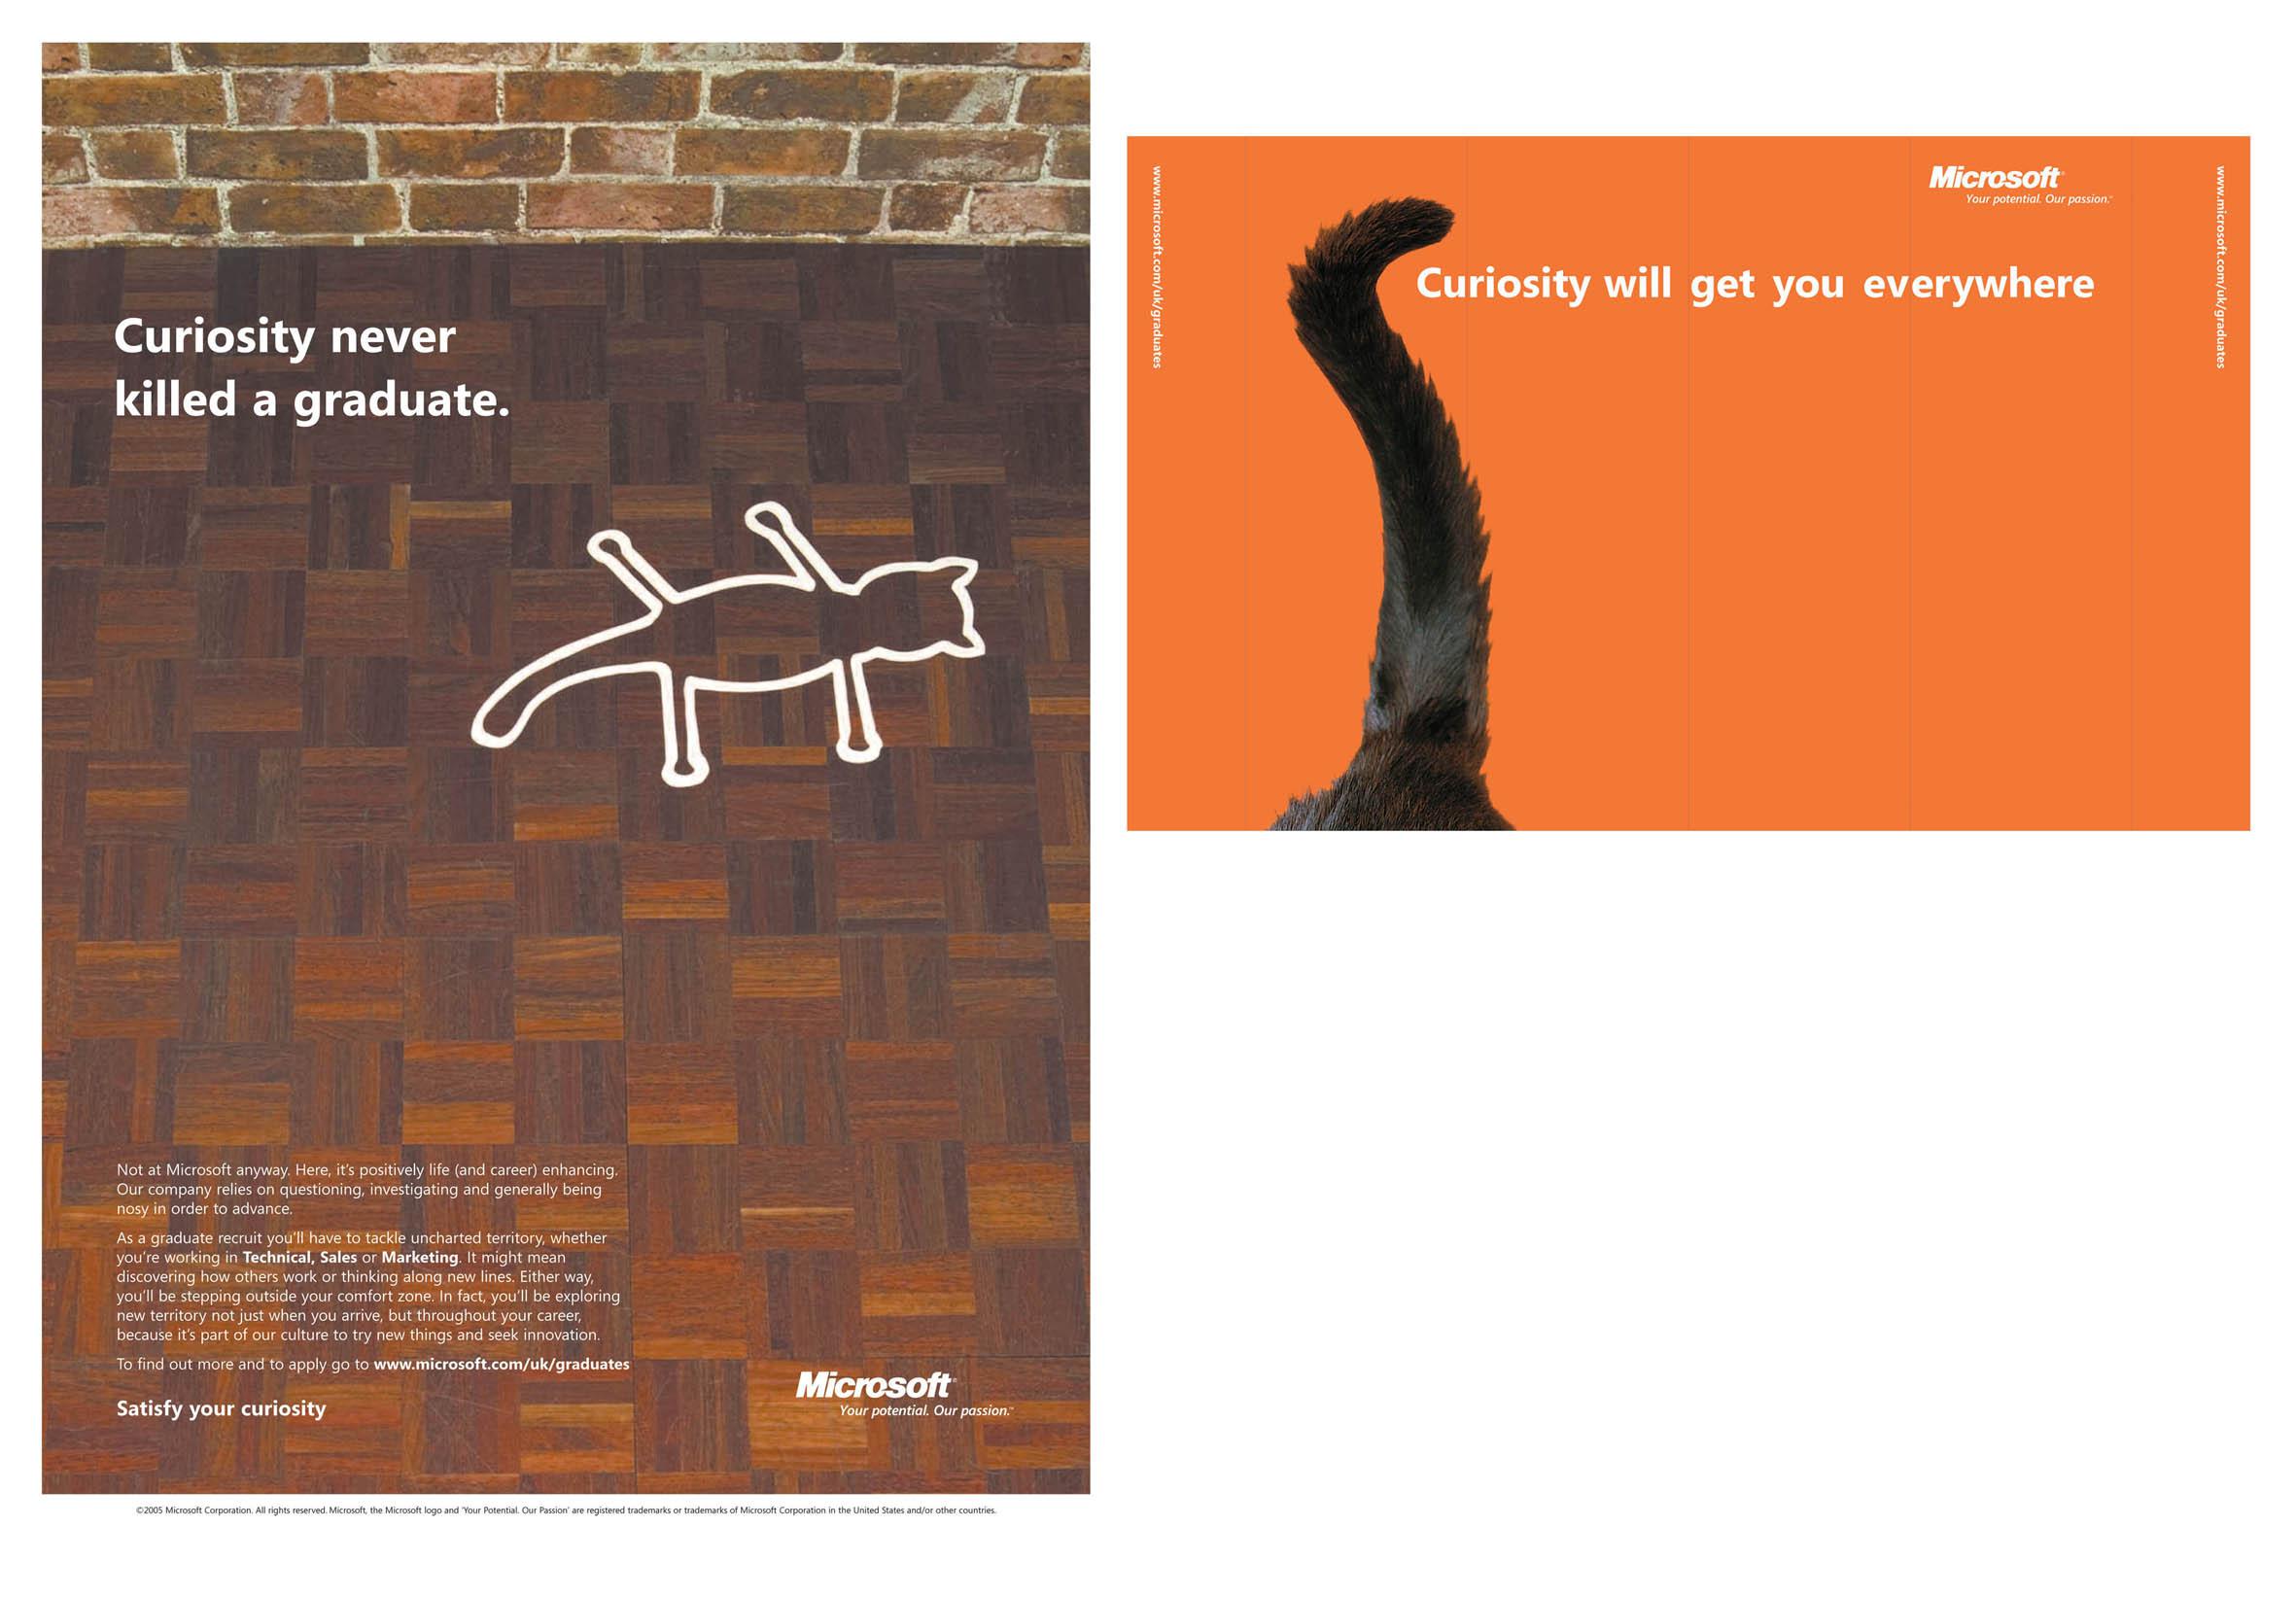 Curiosity never
killed a graduate.
Not at Microsoft anyway. Here, it's positively life (and career) enhancing.
Our company relies on questioning, investigating and generally being
nosy in order to advance.
As a graduate recruit you'll have to tackle uncharted territory, whether
you're working in Technical, Sales or Marketing. It might mean
discovering how others work or thinking along new lines. Either way,
you'll be stepping outside your comfort zone. In fact, you'll be exploring
new territory not just when you arrive, but throughout your career,
because it's part of our culture to try new things and seek innovation.
To find out more and to apply go to www.microsoft.com/uk/graduates
Satisfy your curiosity
Microsoft®
Your potential. Our passion.™
©2005 Microsoft Corporation. All rights reserved. Microsoft, the Microsoft logo and 'Your Potential. Our Passion' are registered trademarks or trademarks of Microsoft Corporation in the United States and/or other countries.
www.microsoft.com/uk/graduates
Microsoft®
Your potential. Our passion.™
Curiosity will get you everywhere
www.microsoft.com/uk/graduates